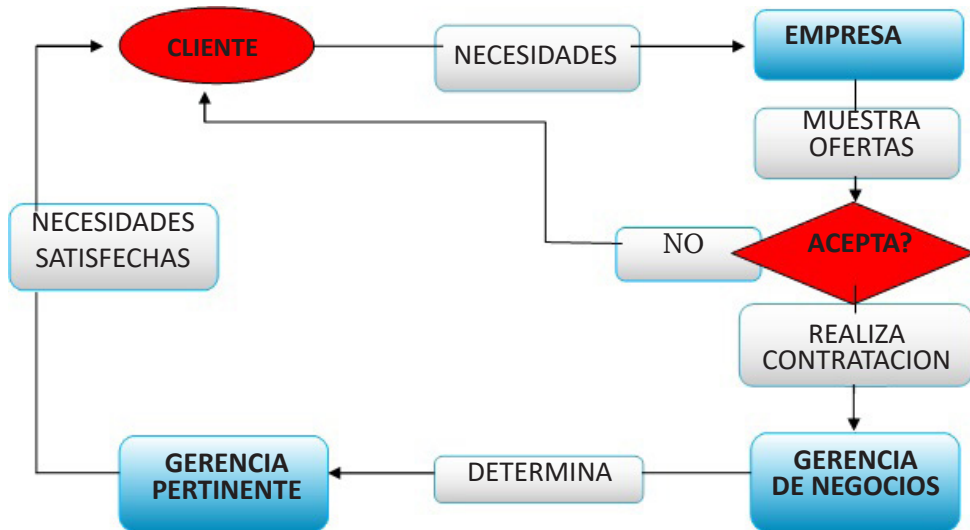 CLIENTE
NECESIDADES
EMPRESA
MUESTRA
OFERTAS
ACEPTA?
NO
REALIZA
CONTRATACION
GERENCIA
DE NEGOCIOS
DETERMINA
GERENCIA
PERTINENTE
NECESIDADES
SATISFECHAS